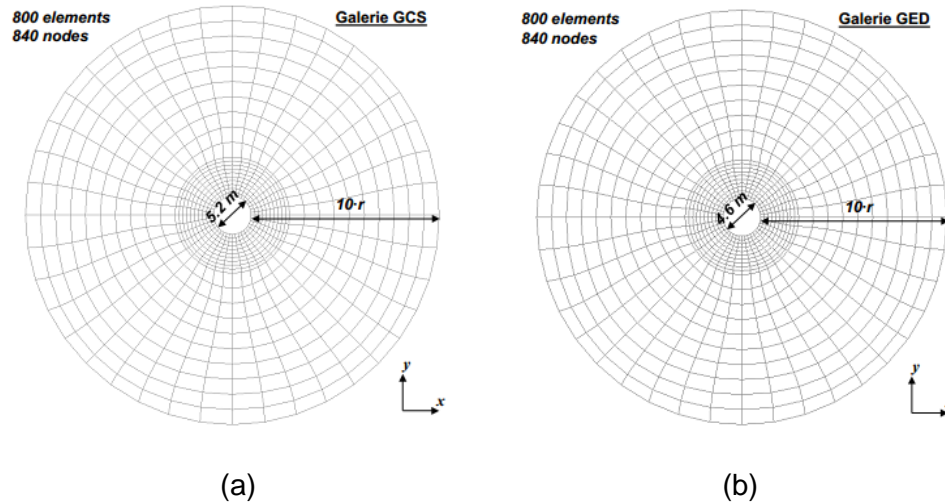 800 elements
840 nodes
Galerie GCS
5.2 m
10·r
y
x
(a)
800 elements
840 nodes
Galerie GED
4.6 m
10·r
y
(b)